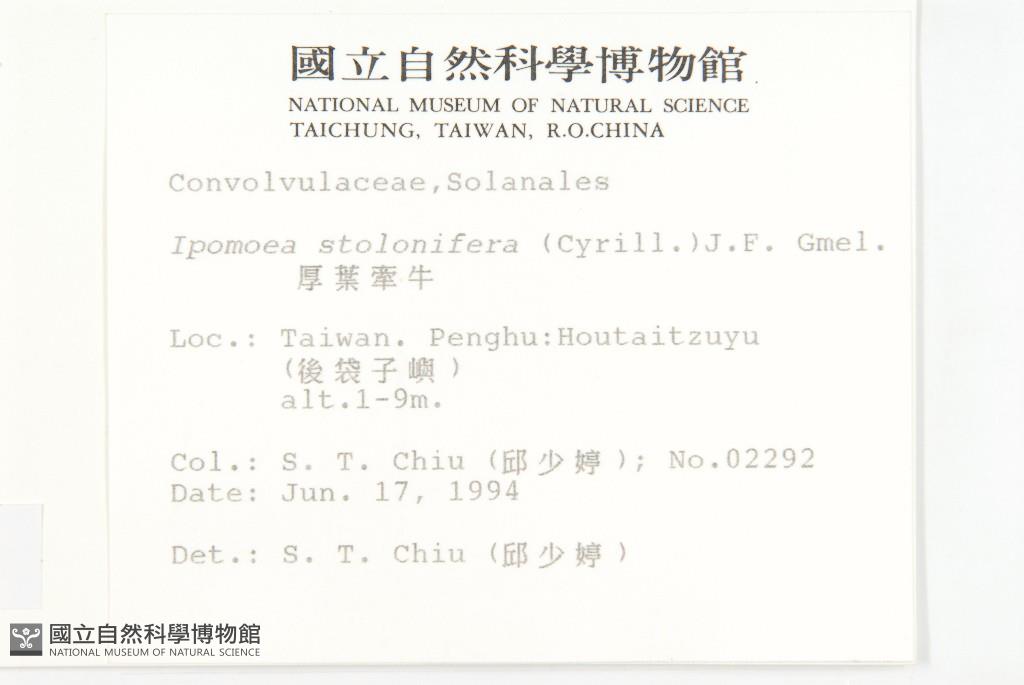 國立自然科學博物館
NATIONAL MUSEUM OF NATURAL SCIENCE
TAICHUNG, TAIWAN, R.O.CHINA
Convolvulaceae,Solanales
Ipomoea stolonifera (Cyrill.)J.F. Gmel.
厚葉牽牛
Loc.: Taiwan. Penghu:Houtaitzuyu
(後袋子嶼)
alt.1-9m.
Col.: S. T. Chiu (邱少婷); No.02292
Date: Jun. 17, 1994
Det.: S. T. Chiu (邱少婷)
國立自然科學博物館
NATIONAL MUSEUM OF NATURAL SCIENCE